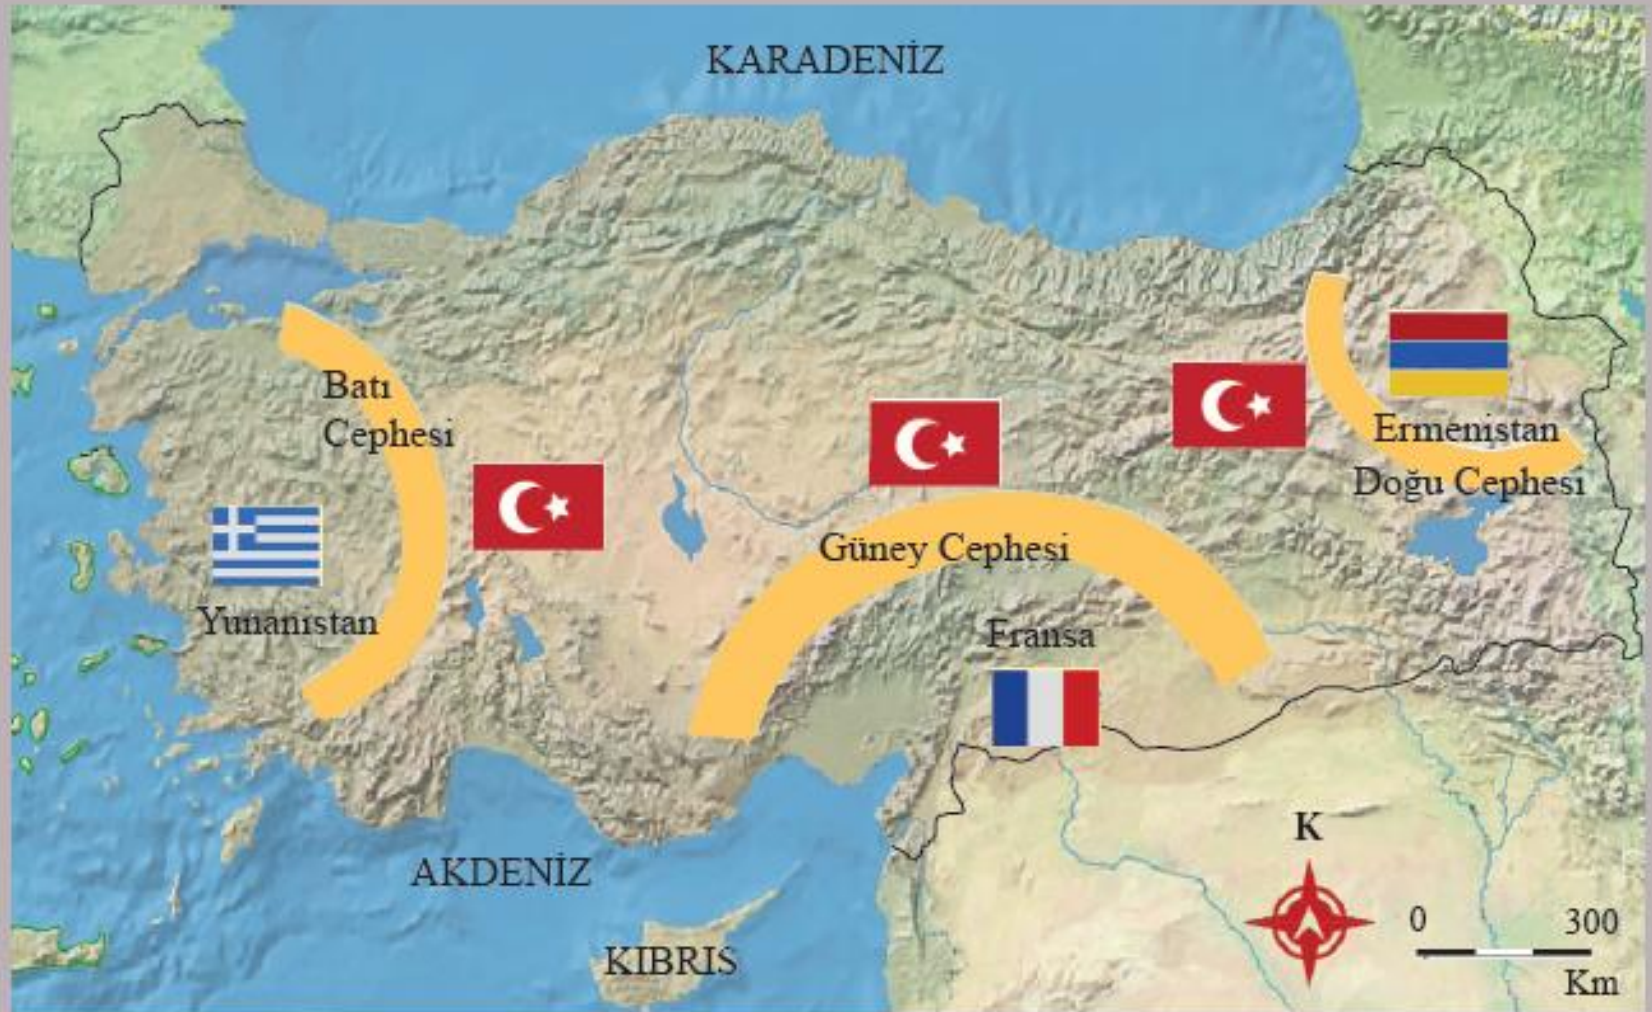 KARADENİZ
Batı
Cephesi
Ermenistan
Doğu Cephesi
Güney Cephesi
Yunanistan
Fransa
K
AKDENİZ
0 300
Km
KIBRIS